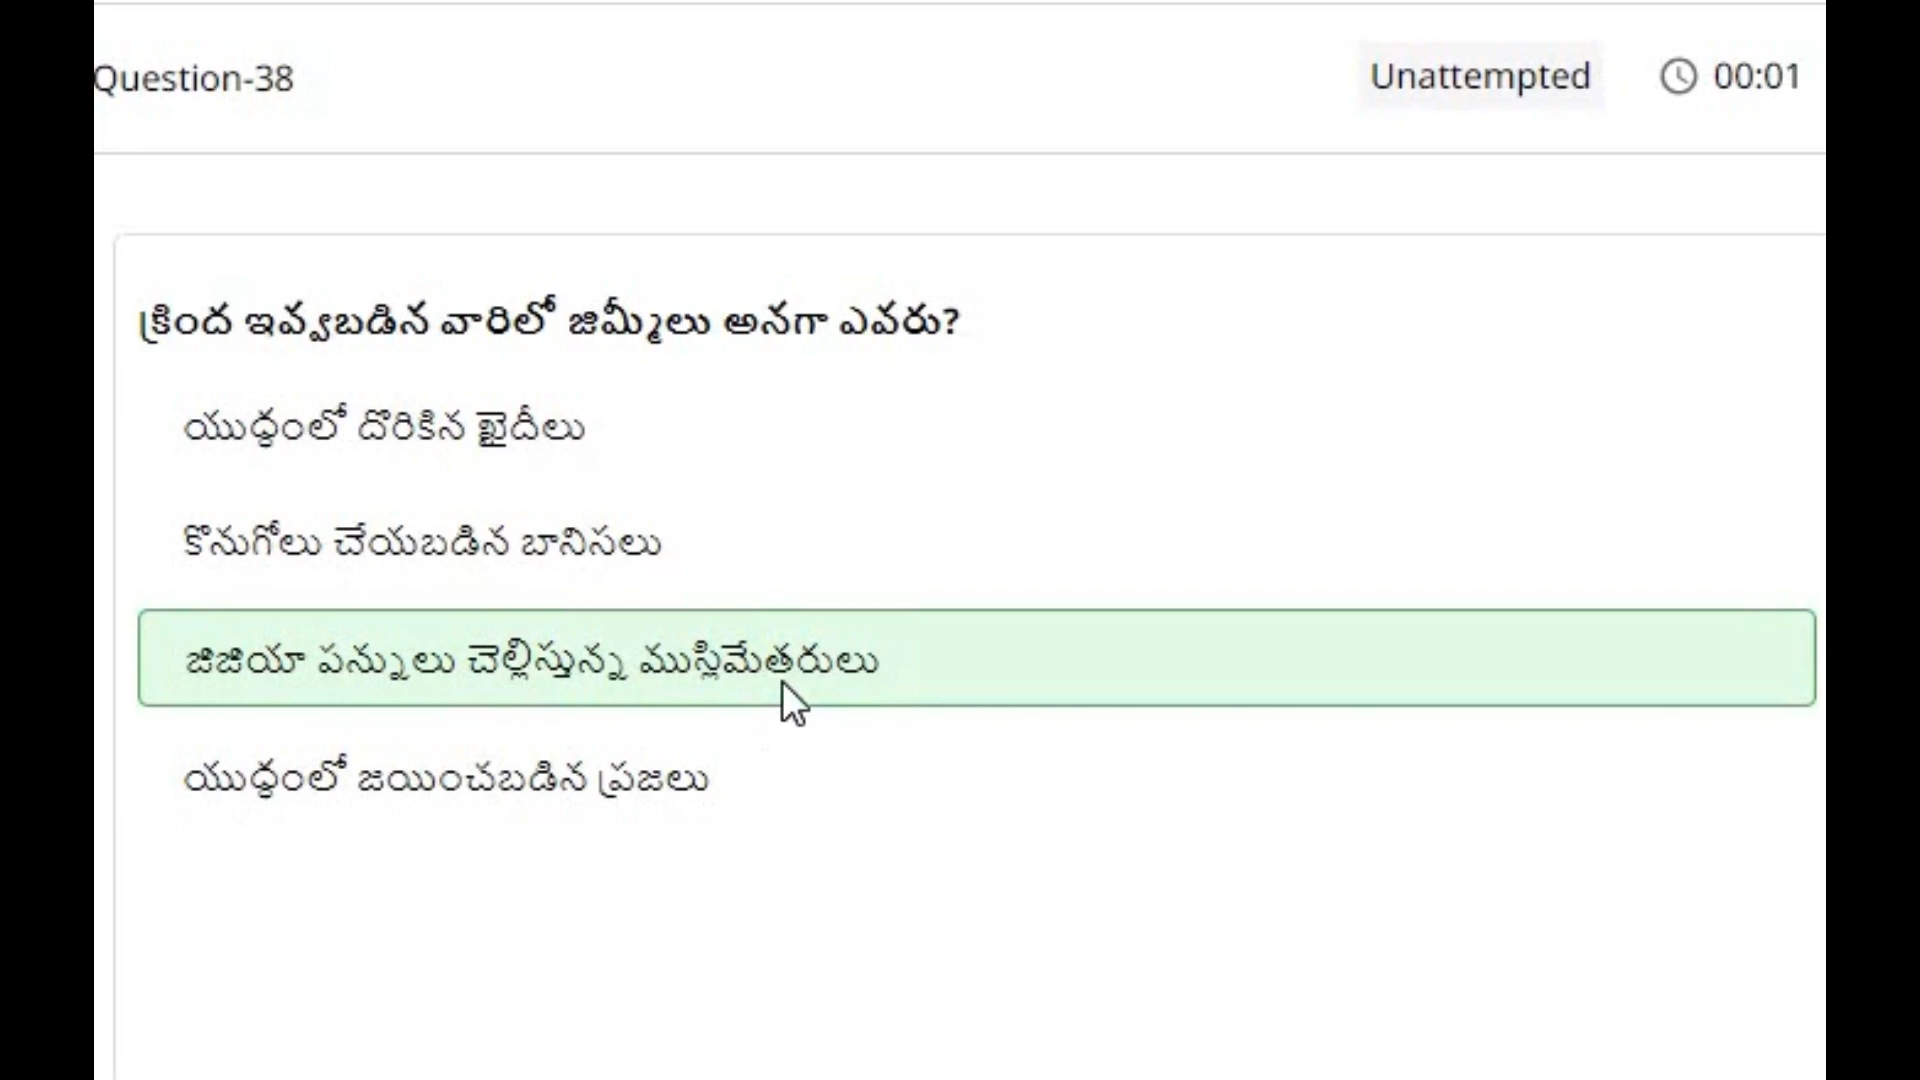 Question-38
Unattempted
00:01
క్రింద ఇవ్వబడిన వారిలో జిమ్మీలు అనగా ఎవరు?
యుద్ధంలో దొరికిన ఖైదీలు
కొనుగోలు చేయబడిన బానిసలు
జిజియా పన్నులు చెల్లిస్తున్న ముస్లిమేతరులు
యుద్ధంలో జయించబడిన ప్రజలు